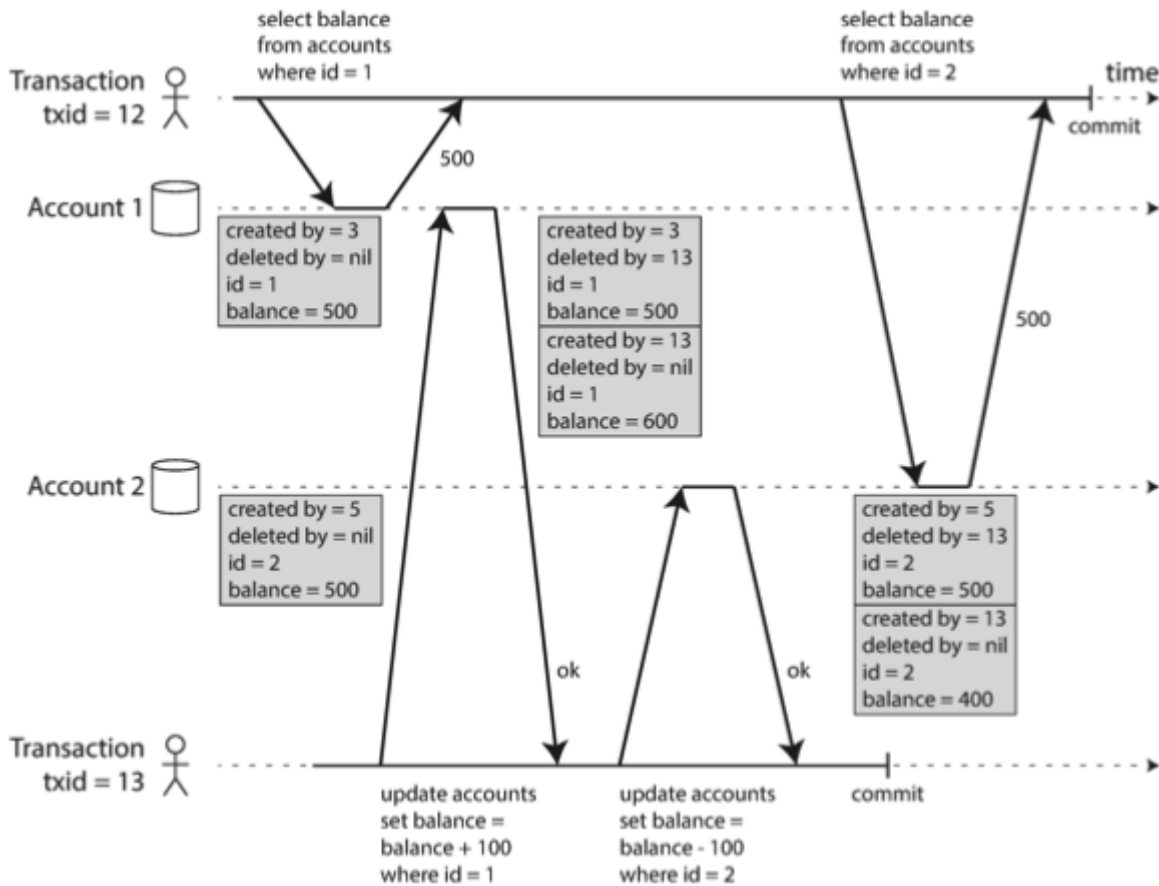 select balance
from accounts
where id = 1
select balance
from accounts
where id = 2
Transaction
txid = 12
time
commit
500
Account 1
created by = 3
deleted by = nil
id = 1
balance = 500
created by = 3
deleted by = 13
id = 1
balance = 500
created by = 13
deleted by = nil
id = 1
balance = 600
500
Account 2
created by = 5
deleted by = nil
id = 2
balance = 500
created by = 5
deleted by = 13
id = 2
balance = 500
created by = 13
deleted by = nil
id = 2
balance = 400
ok
ok
Transaction
txid = 13
update accounts
set balance =
balance + 100
where id = 1
update accounts
set balance =
balance - 100
where id = 2
commit